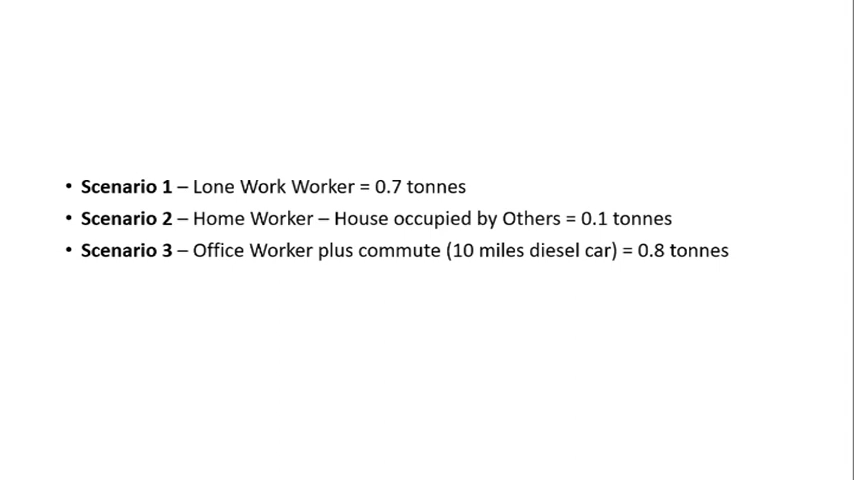 • Scenario 1 – Lone Work Worker = 0.7 tonnes
• Scenario 2 – Home Worker – House occupied by Others = 0.1 tonnes
• Scenario 3 – Office Worker plus commute (10 miles diesel car) = 0.8 tonnes